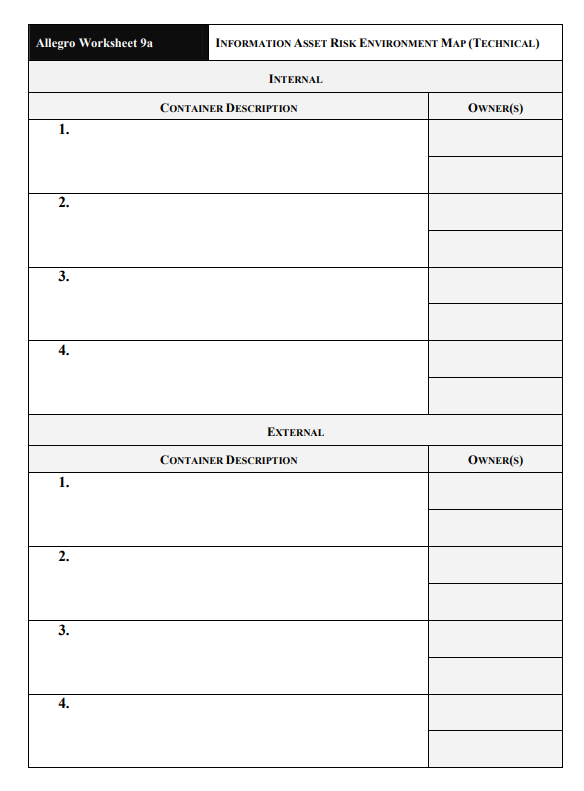 Allegro Worksheet 9a INFORMATION ASSET RISK ENVIRONMENT MAP (TECHNICAL)
INTERNAL
CONTAINER DESCRIPTION OWNER(S)
1.
2.
3.
4.
EXTERNAL
CONTAINER DESCRIPTION OWNER(S)
1.
2.
3.
4.